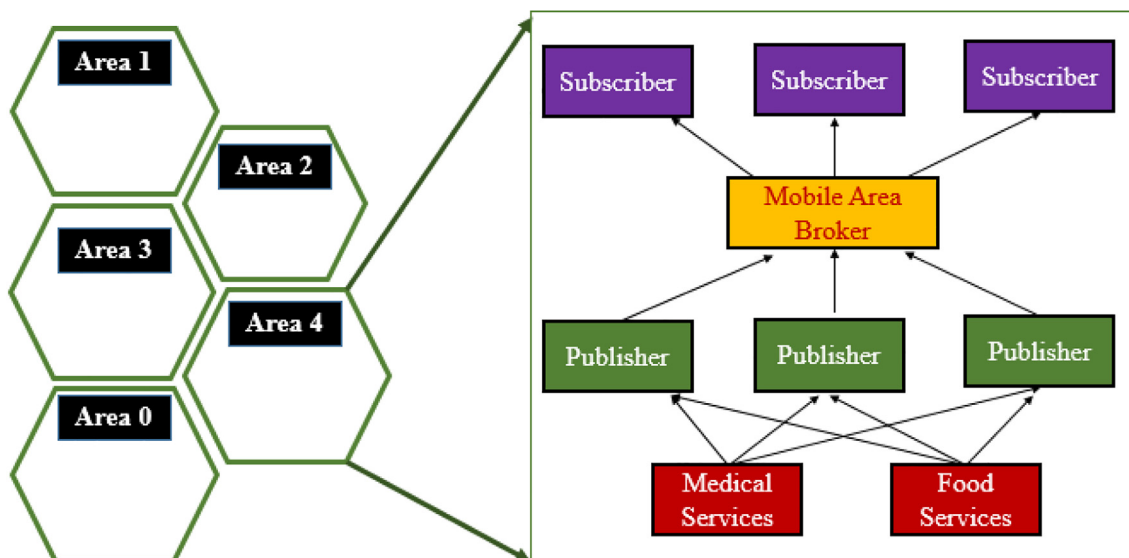 Area 1
Area 2
Area 3
Area 4
Area 0
Subscriber
Subscriber
Subscriber
Mobile Area
Broker
Publisher
Publisher
Publisher
Medical
Services
Food
Services